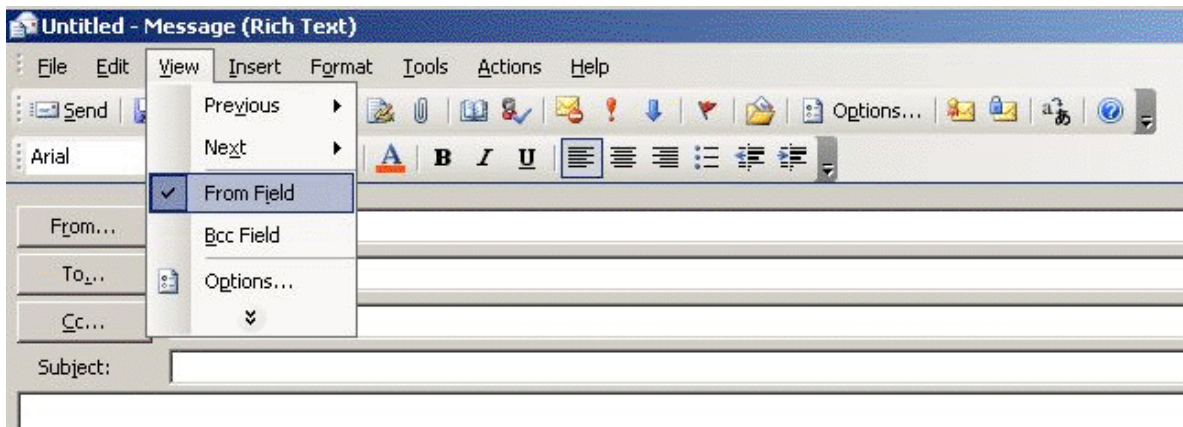 Untitled - Message (Rich Text)
File Edit View Insert Format Tools Actions Help
Send Options...
Previous
Arial B I U
Next
From Field
From...
Bcc Field
To...
Options...
Cc...
Subject: